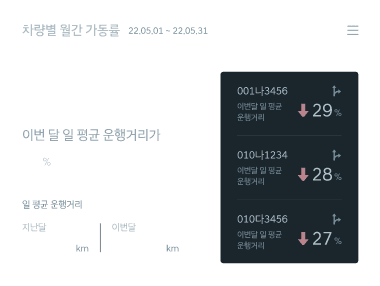 차량별 월간 가동률 22.05.01 ~ 22.05.31
이번 달 일 평균 운행거리가
%
일 평균 운행거리
지난달 이번달
km km
001나3456
이번달 일 평균
운행거리
29%
010나1234
이번달 일 평균
운행거리
28%
010다3456
이번달 일 평균
운행거리
27%